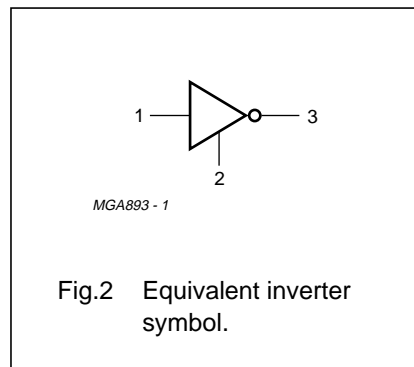 1
3
2
MGA893 - 1
Fig.2 Equivalent inverter
symbol.